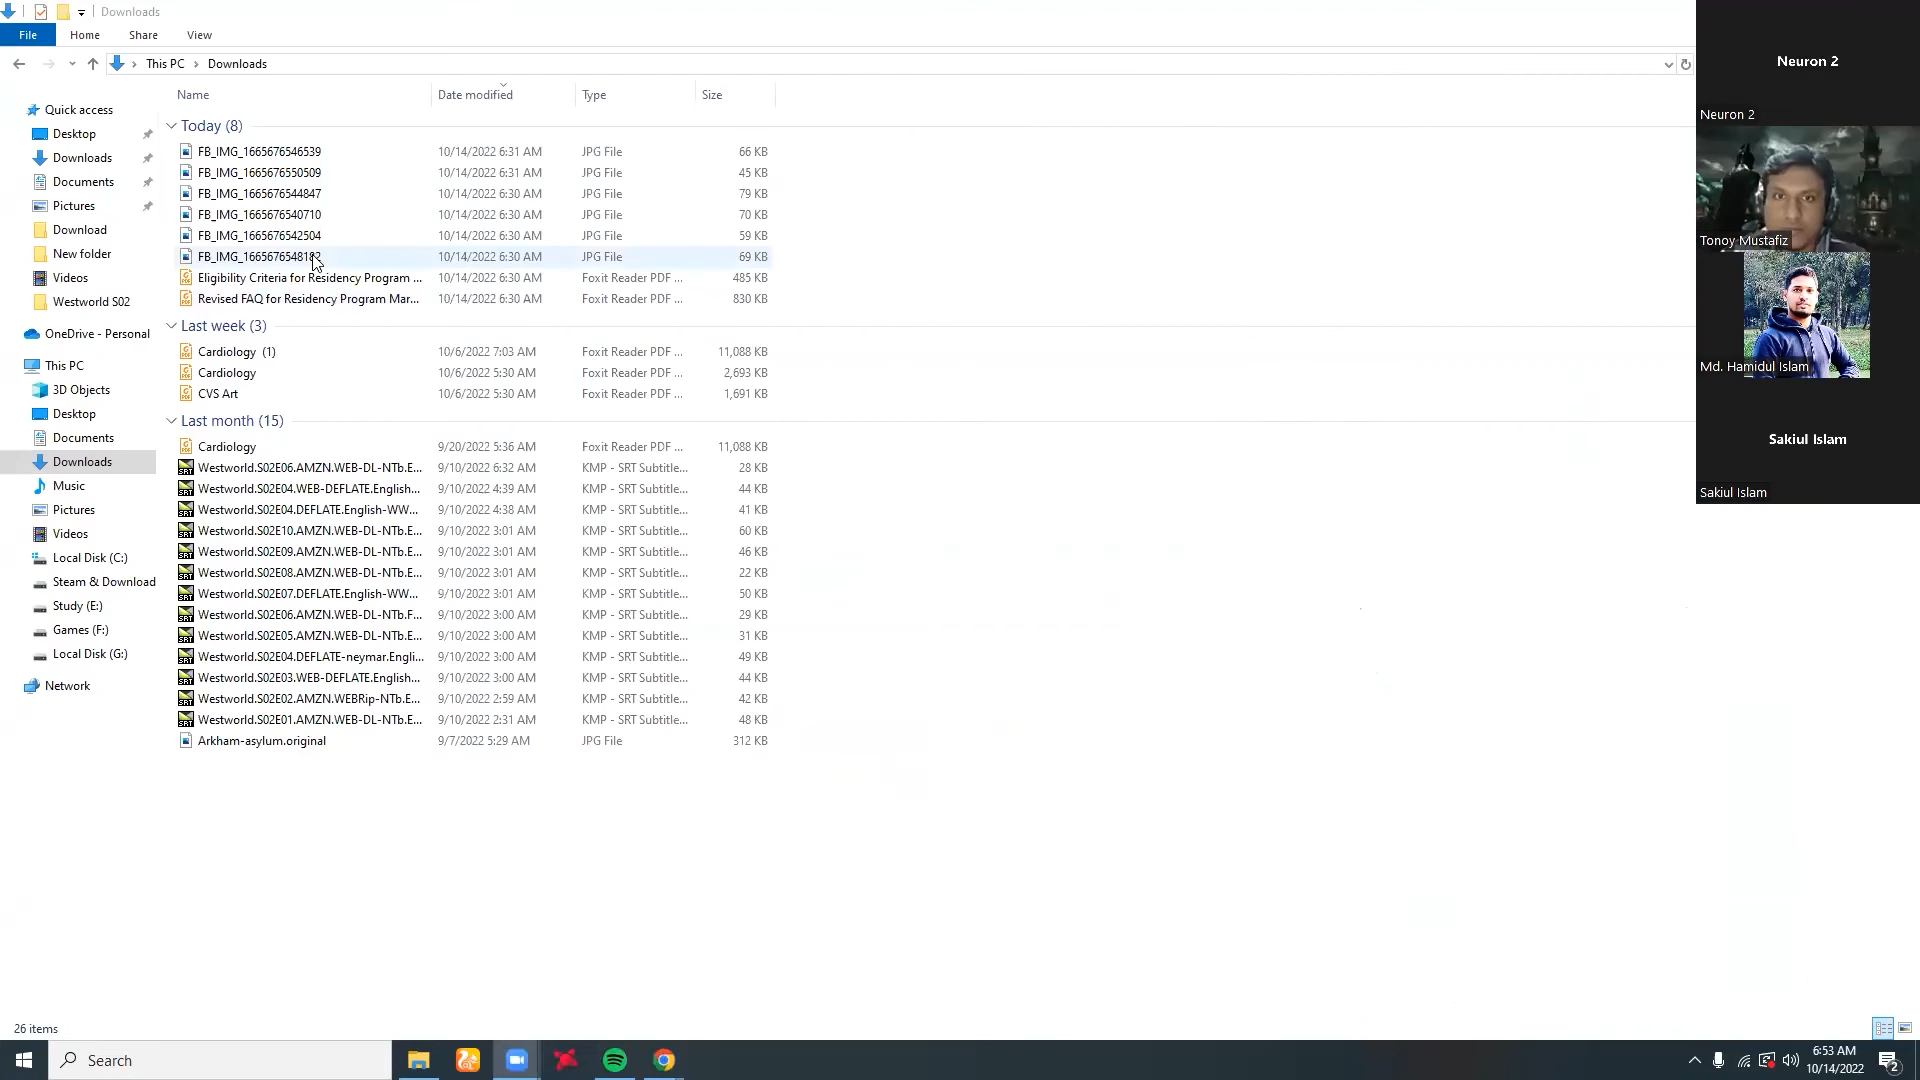 Downloads
File Home Share View
This PC Downloads
Name Date modified Type Size
Quick access
Desktop
Downloads
Documents
Pictures
Download
New folder
Videos
Westworld S02
OneDrive - Personal
This PC
3D Objects
Desktop
Documents
Downloads
Music
Pictures
Videos
Local Disk (C:)
Steam & Download
Study (E:)
Games (F:)
Local Disk (G:)
Network
Today (8)
FB_IMG_1665676546539 10/14/2022 6:31 AM JPG File 66 KB
FB_IMG_1665676550509 10/14/2022 6:31 AM JPG File 45 KB
FB_IMG_1665676544847 10/14/2022 6:30 AM JPG File 79 KB
FB_IMG_1665676540710 10/14/2022 6:30 AM JPG File 70 KB
FB_IMG_1665676542504 10/14/2022 6:30 AM JPG File 59 KB
10/14/2022 6:30 AM JPG File 69 KB
Eligibility Criteria for Residency Program ... 10/14/2022 6:30 AM Foxit Reader PDF ... 485 KB
Revised FAQ for Residency Program Mar... 10/14/2022 6:30 AM Foxit Reader PDF ... 830 KB
Last week (3)
Cardiology (1) 10/6/2022 7:03 AM Foxit Reader PDF ... 11,088 KB
Cardiology 10/6/2022 5:30 AM Foxit Reader PDF ... 2,693 KB
CVS Art 10/6/2022 5:30 AM Foxit Reader PDF ... 1,691 KB
Last month (15)
Cardiology 9/20/2022 5:36 AM Foxit Reader PDF ... 11,088 KB
Westworld.S02E06.AMZN.WEB-DL-NTb.E... 9/10/2022 6:32 AM KMP - SRT Subtitle... 28 KB
Westworld.S02E04.WEB-DEFLATE.English... 9/10/2022 4:39 AM KMP - SRT Subtitle... 44 KB
Westworld.S02E04.DEFLATE.English-WW... 9/10/2022 4:38 AM KMP - SRT Subtitle... 41 KB
Westworld.S02E10.AMZN.WEB-DL-NTb.E... 9/10/2022 3:01 AM KMP - SRT Subtitle... 60 KB
Westworld.S02E09.AMZN.WEB-DL-NTb.E... 9/10/2022 3:01 AM KMP - SRT Subtitle... 46 KB
Westworld.S02E08.AMZN.WEB-DL-NTb.E... 9/10/2022 3:01 AM KMP - SRT Subtitle... 22 KB
Westworld.S02E07.DEFLATE.English-WW... 9/10/2022 3:01 AM KMP - SRT Subtitle... 50 KB
Westworld.S02E06.AMZN.WEB-DL-NTb.F... 9/10/2022 3:00 AM KMP - SRT Subtitle... 29 KB
Westworld.S02E05.AMZN.WEB-DL-NTb.E... 9/10/2022 3:00 AM KMP - SRT Subtitle... 31 KB
Westworld.S02E04.DEFLATE-neymar.Engli... 9/10/2022 3:00 AM KMP - SRT Subtitle... 49 KB
Westworld.S02E03.WEB-DEFLATE.English... 9/10/2022 3:00 AM KMP - SRT Subtitle... 44 KB
Westworld.S02E02.AMZN.WEBRip-NTb.E... 9/10/2022 2:59 AM KMP - SRT Subtitle... 42 KB
Westworld.S02E01.AMZN.WEB-DL-NTb.E... 9/10/2022 2:31 AM KMP - SRT Subtitle... 48 KB
Arkham-asylum.original 9/7/2022 5:29 AM JPG File 312 KB
Neuron 2
Neuron 2
Tonoy Mustafiz
Md. Hamidul Islam
Sakiul Islam
Sakiul Islam
26 items
Search
6:53 AM
10/14/2022
2